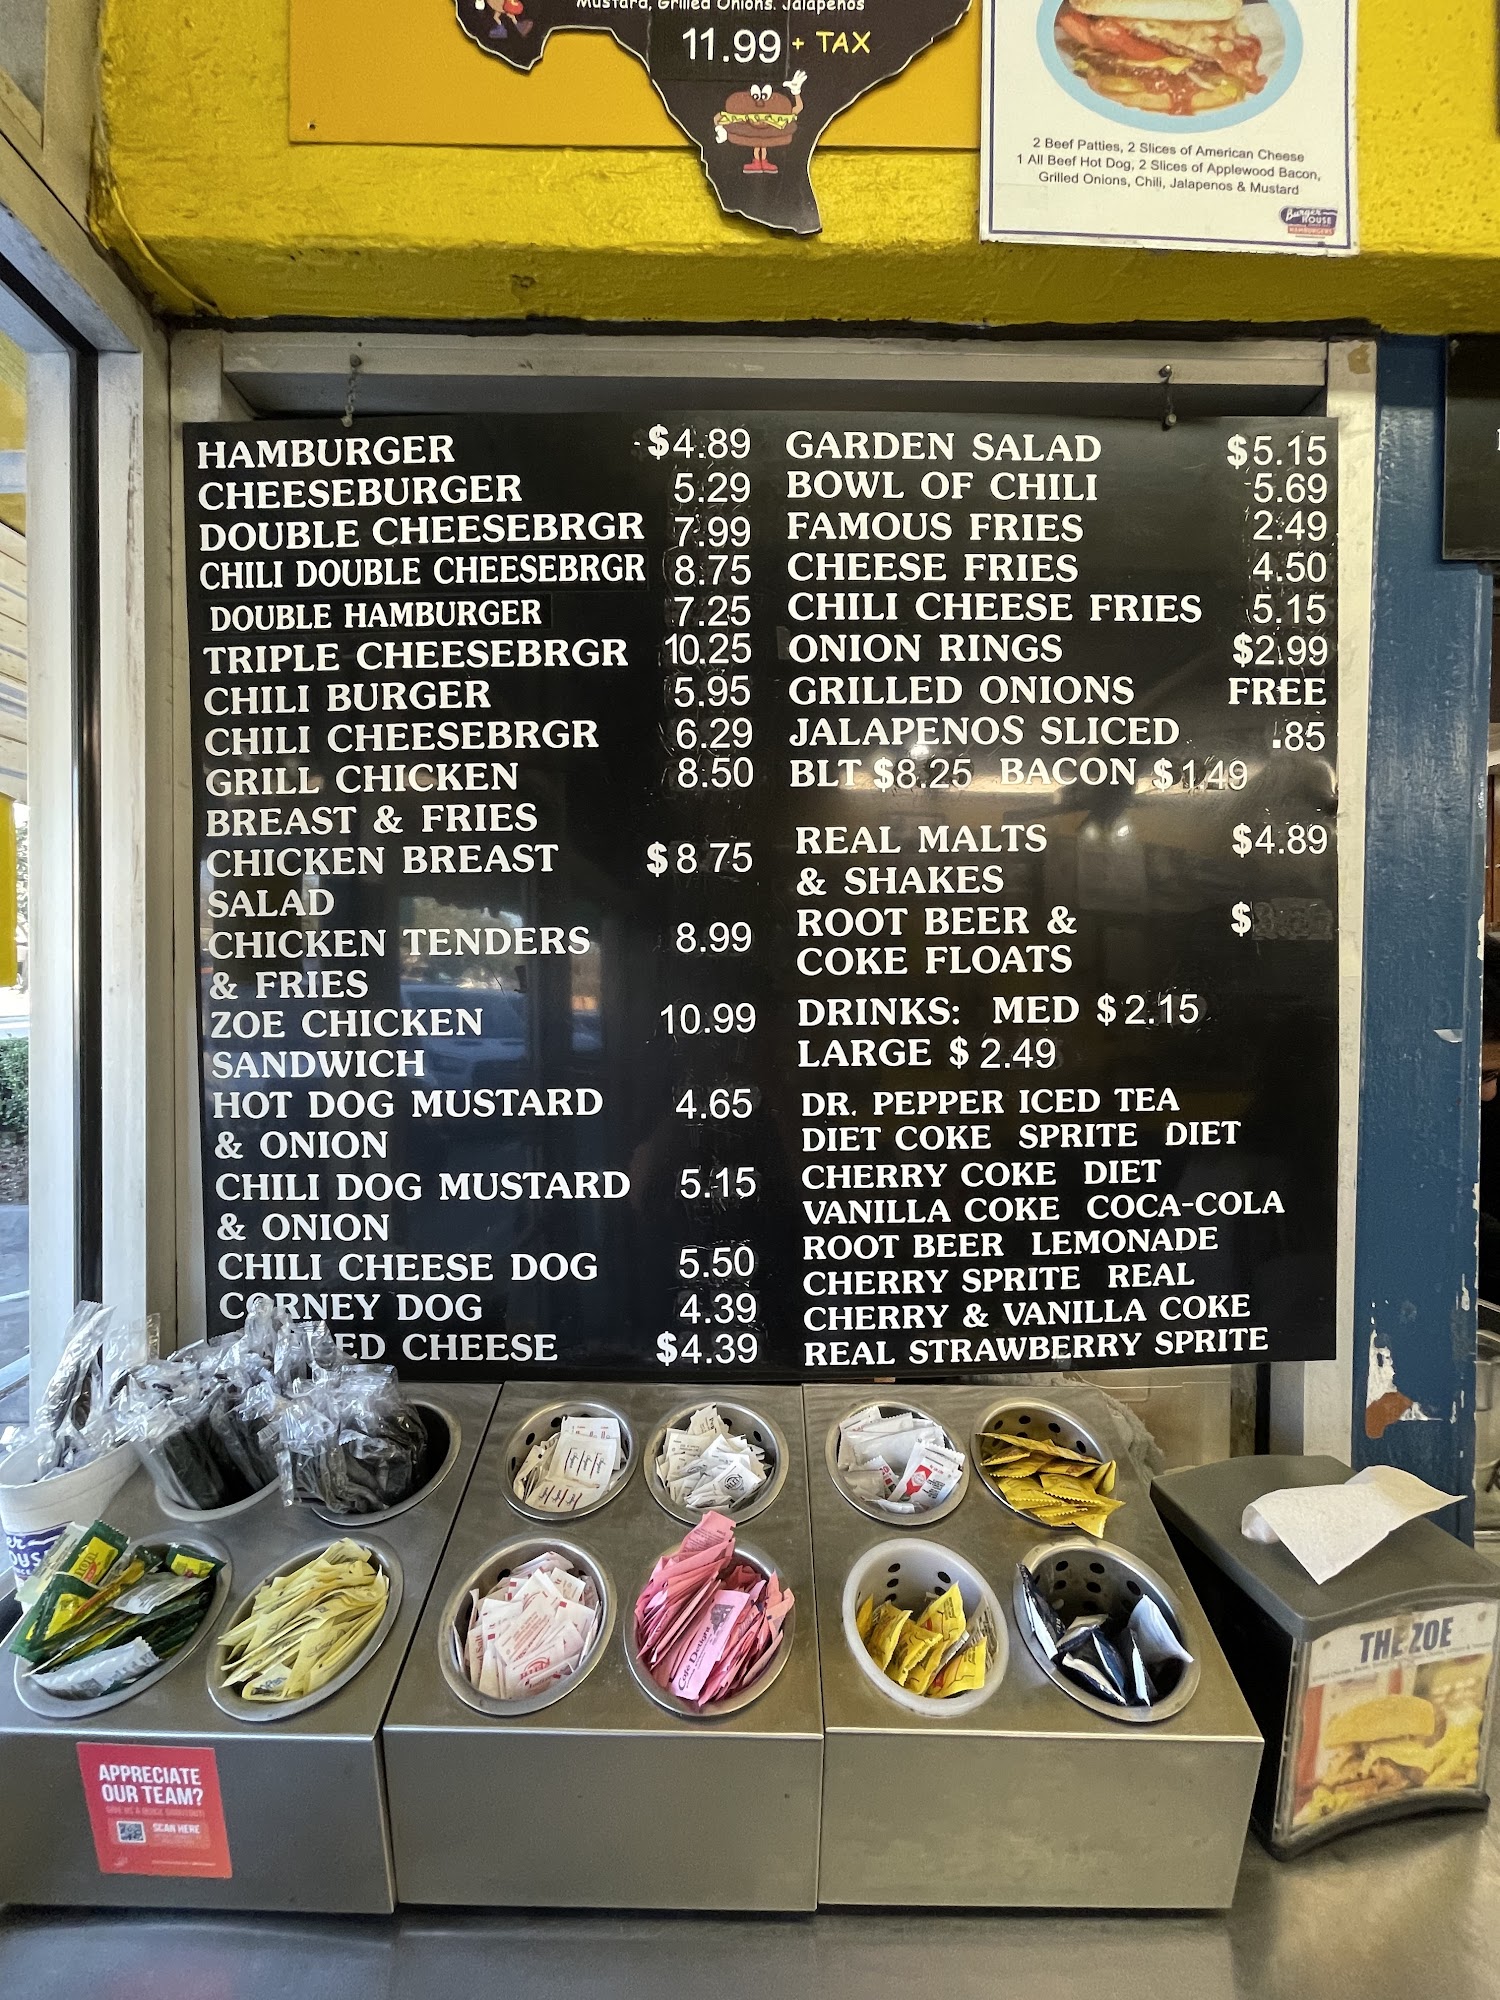 Mustard, Grilled Onions. Jalapenos
11.99 + TAX
2 Beef Patties, 2 Slices of American Cheese
1 All Beef Hot Dog, 2 Slices of Applewood Bacon,
Grilled Onions, Chili, Jalapenos & Mustard
Burger
HOUSE
HAMBURGERS
HAMBURGER $4.89
CHEESEBURGER 5.29
DOUBLE CHEESEBRGR 7.99
CHILI DOUBLE CHEESEBRGR 8.75
DOUBLE HAMBURGER 7.25
TRIPLE CHEESEBRGR 10.25
CHILI BURGER 5.95
CHILI CHEESEBRGR 6.29
GRILL CHICKEN 8.50
BREAST & FRIES
CHICKEN BREAST $8.75
SALAD
CHICKEN TENDERS 8.99
& FRIES
ZOE CHICKEN 10.99
SANDWICH
HOT DOG MUSTARD 4.65
& ONION
CHILI DOG MUSTARD 5.15
& ONION
CHILI CHEESE DOG 5.50
CORNEY DOG 4.39
ED CHEESE $4.39
GARDEN SALAD $5.15
BOWL OF CHILI 5.69
FAMOUS FRIES 2.49
CHEESE FRIES 4.50
CHILI CHEESE FRIES 5.15
ONION RINGS $2.99
GRILLED ONIONS FREE
JALAPENOS SLICED .85
BLT $8.25 BACON $1.49
REAL MALTS $4.89
& SHAKES
ROOT BEER & $
COKE FLOATS
DRINKS: MED $2.15
LARGE $2.49
DR. PEPPER ICED TEA
DIET COKE SPRITE DIET
CHERRY COKE DIET
VANILLA COKE COCA-COLA
ROOT BEER LEMONADE
CHERRY SPRITE REAL
CHERRY & VANILLA COKE
REAL STRAWBERRY SPRITE
APPRECIATE
OUR TEAM?
SCAN HERE
THE ZOE